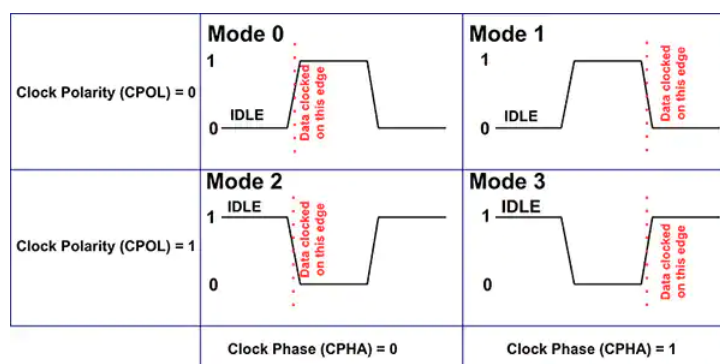 Mode 0
1
IDLE
0
Data clocked
on this edge
Mode 1
1
IDLE
0
Data clocked
on this edge
Clock Polarity (CPOL) = 0
Mode 2
IDLE
1
0
Data clocked
on this edge
Mode 3
IDLE
1
0
Data clocked
on this edge
Clock Polarity (CPOL) = 1
Clock Phase (CPHA) = 0
Clock Phase (CPHA) = 1